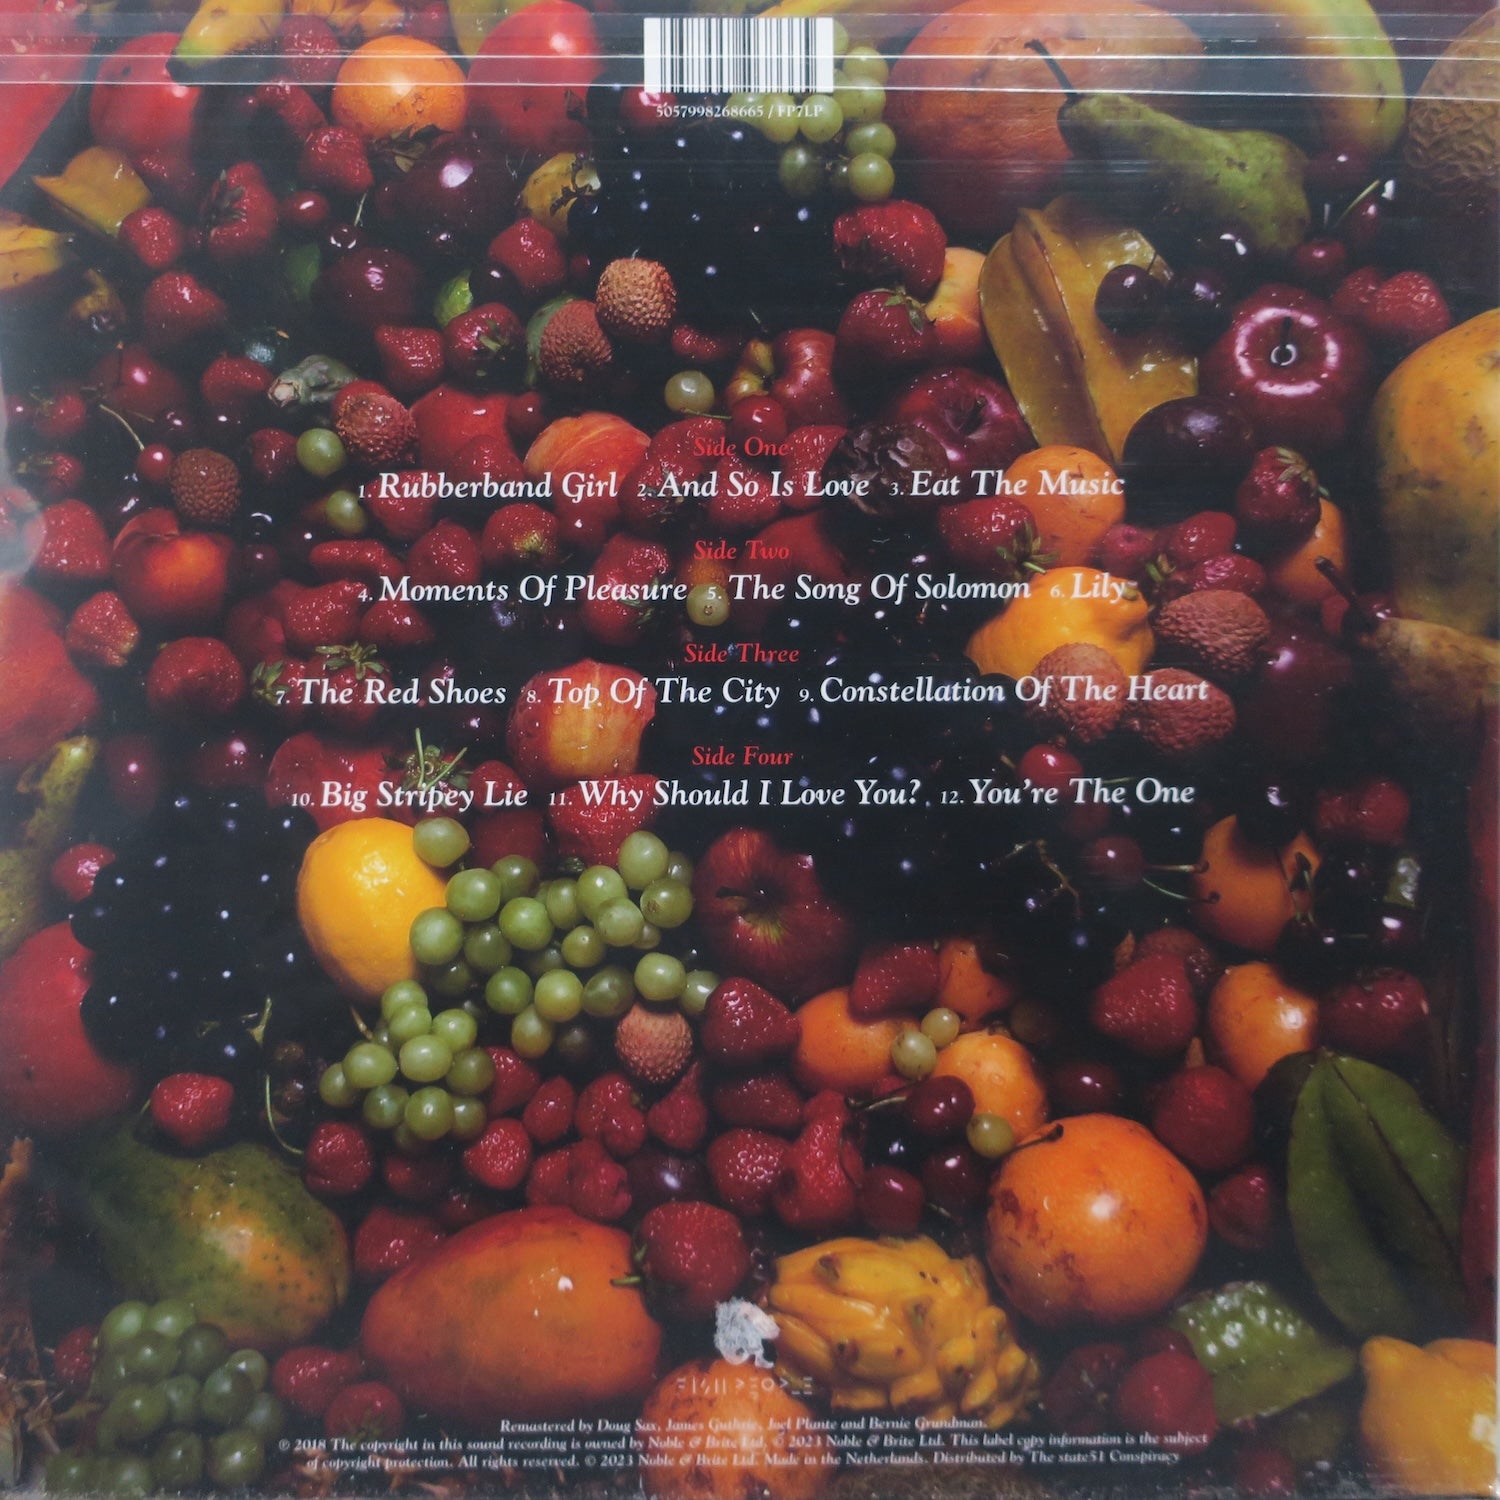 5057998268665 / FP7LP
Side One
1. Rubberband Girl 2. And So Is Love 3. Eat The Music
Side Two
4. Moments Of Pleasure 5. The Song Of Solomon 6. Lily
Side Three
7. The Red Shoes 8. Top Of The City 9. Constellation Of The Heart
Side Four
10. Big Stripey Lie 11. Why Should I Love You? 12. You're The One
FISH PEOPLE
Remastered by Doug Sax, James Guthrie, Joel Plante and Bernie Grundman.
℗ 2018 The copyright in this sound recording is owned by Noble & Brite Ltd. © 2023 Noble & Brite Ltd. This label copy information is the subject
of copyright protection. All rights reserved. © 2023 Noble & Brite Ltd. Made in the Netherlands. Distributed by The state51 Conspiracy